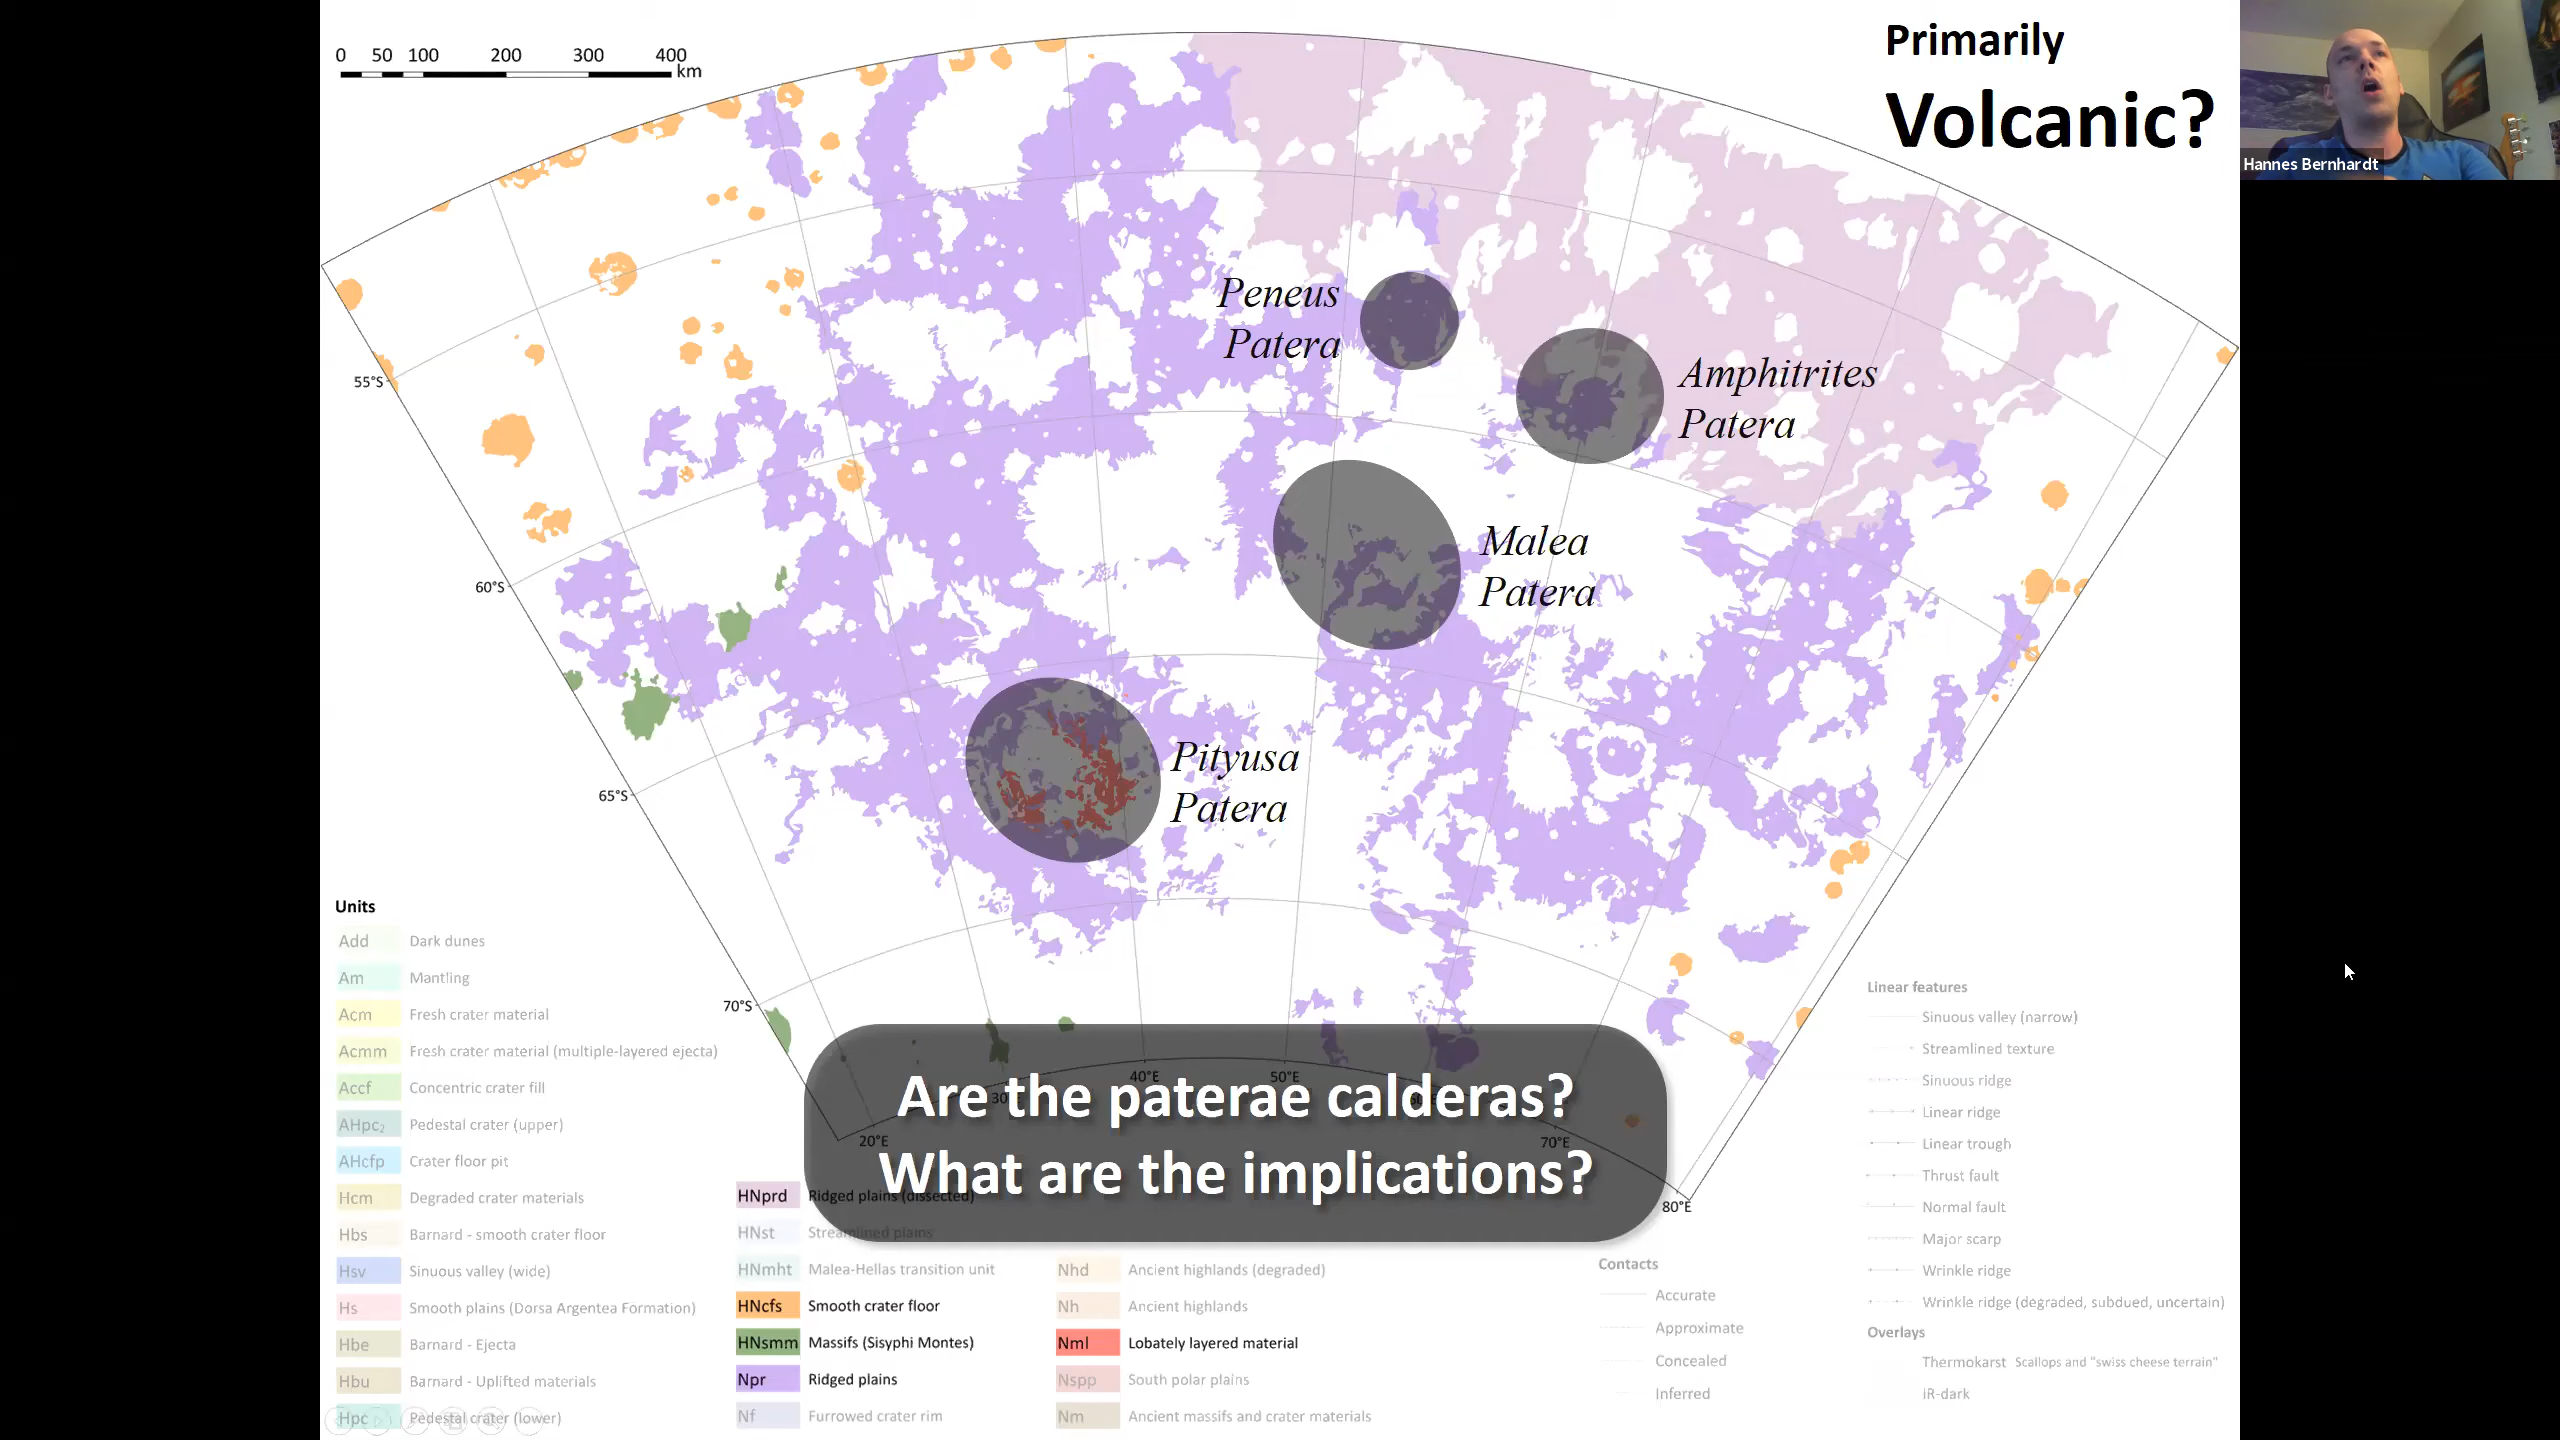 0 50 100 200 300 400
km
Primarily
Volcanic?
Hannes Bernhardt
Peneus
Patera
Amphitrites
Patera
55°S
Malea
Patera
60°S
Pityusa
Patera
65°S
70°S
40°E
50°E
20°E
70°E
80°E
Are the paterae calderas?
What are the implications?
Units
Add Dark dunes
Am Mantling
Acm Fresh crater material
Acmm Fresh crater material (multiple-layered ejecta)
Accf Concentric crater fill
AHpc₂ Pedestal crater (upper)
AHcfp Crater floor pit
Hcm Degraded crater materials
Hbs Barnard - smooth crater floor
Hsv Sinuous valley (wide)
Hs Smooth plains (Dorsa Argentea Formation)
Hbe Barnard - Ejecta
Hbu Barnard - Uplifted materials
Hpc Pedestal crater (lower)
HNprd Ridged plains (dissected)
HNst Streamlined plains
HNmht Malea-Hellas transition unit
HNcfs Smooth crater floor
HNsmm Massifs (Sisyphi Montes)
Npr Ridged plains
Nf Furrowed crater rim
Nhd Ancient highlands (degraded)
Nh Ancient highlands
Nml Lobately layered material
Nspp South polar plains
Nm Ancient massifs and crater materials
Contacts
Accurate
Approximate
Concealed
Inferred
Linear features
Sinuous valley (narrow)
Streamlined texture
Sinuous ridge
Linear ridge
Linear trough
Thrust fault
Normal fault
Major scarp
Wrinkle ridge
Wrinkle ridge (degraded, subdued, uncertain)
Overlays
Thermokarst Scallops and "swiss cheese terrain"
iR-dark